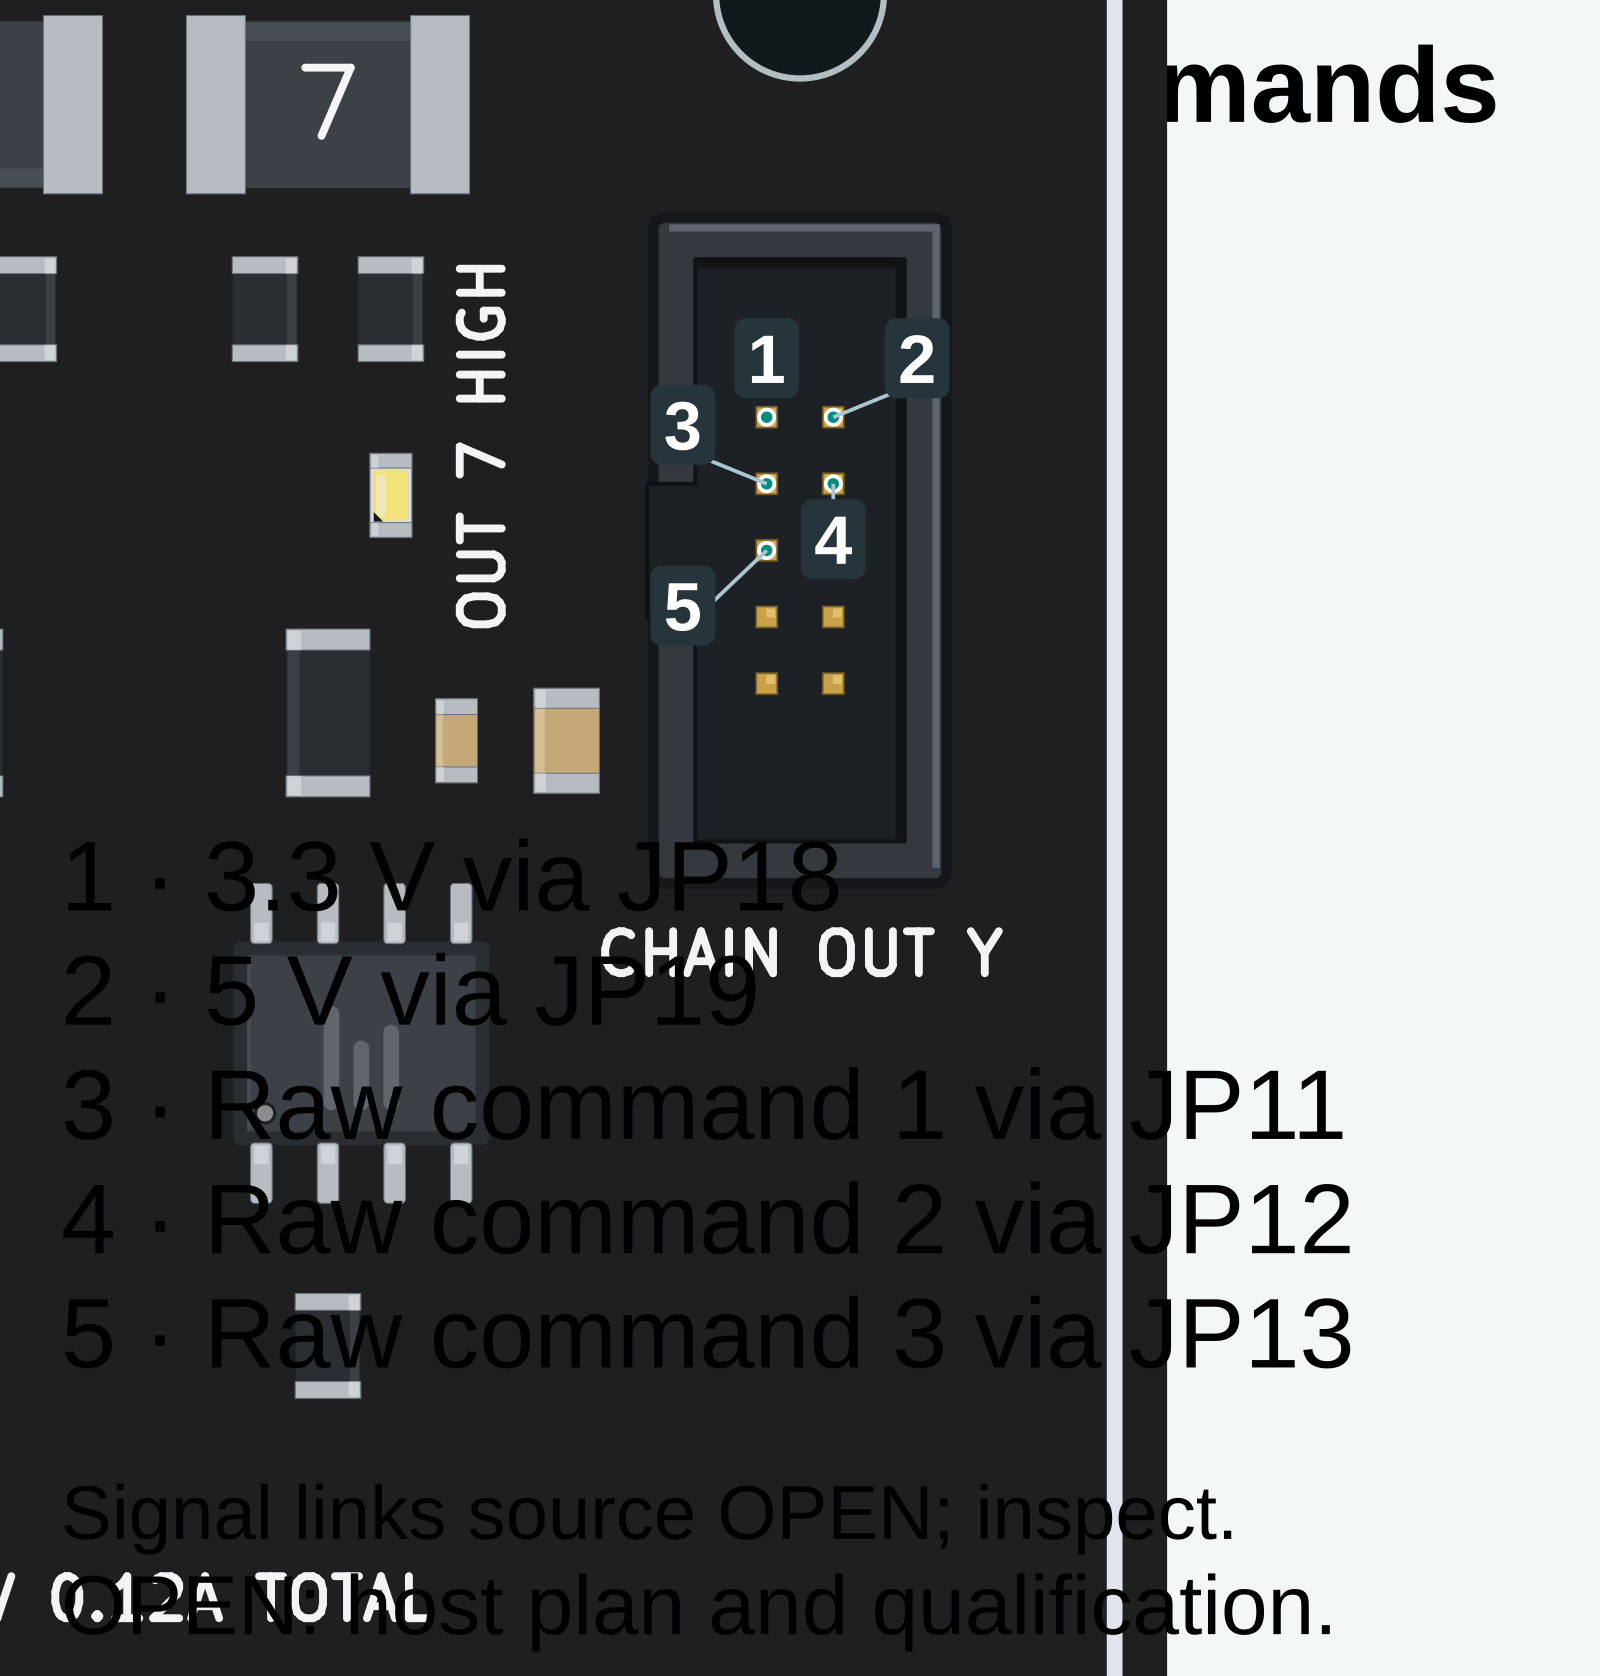 mands
7
OUT 7 HIGH
1
2
3
4
5
1 · 3.3 V via JP18
CHAIN OUT Y
2 · 5 V via JP19
3 · Raw command 1 via JP11
4 · Raw command 2 via JP12
5 · Raw command 3 via JP13
Signal links source OPEN; inspect.
0.12A TOTAL
OPEN: host plan and qualification.